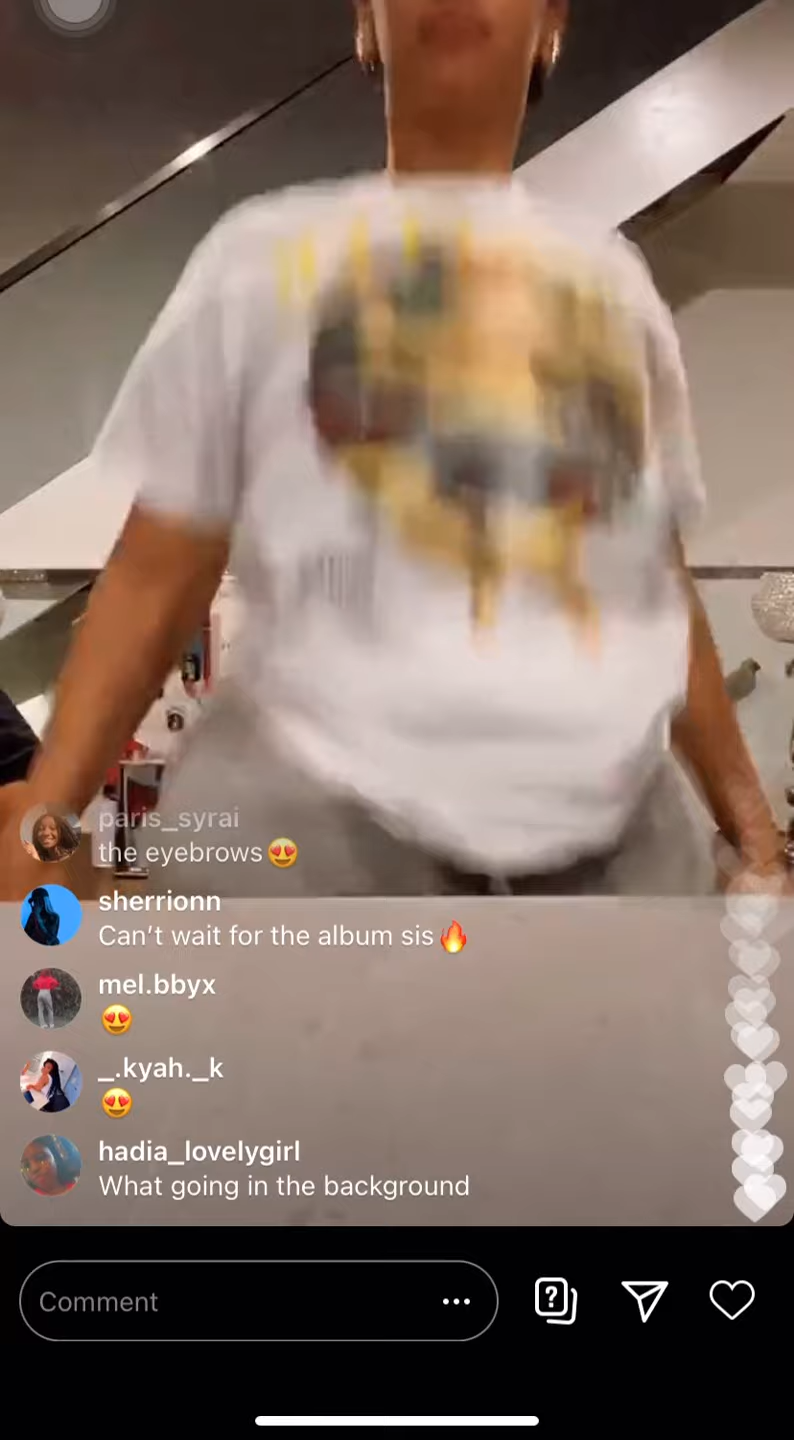 paris_syrai
the eyebrows😍
sherrionn
Can't wait for the album sis🔥
mel.bbyx
😍
_.kyah._k
😍
hadia_lovelygirl
What going in the background
Comment